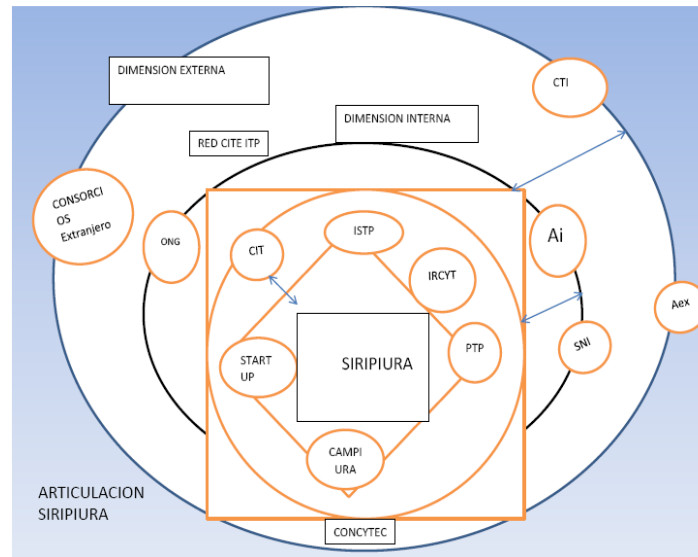 DIMENSION EXTERNA
CTI
DIMENSION INTERNA
RED CITE ITP
CONSORCI
OS
Extranjero
ONG
CIT
ISTP
Ai
IRCYT
Aex
START
UP
SIRIPIURA
PTP
SNI
CAMPI
URA
ARTICULACION
SIRIPIURA
CONCYTEC